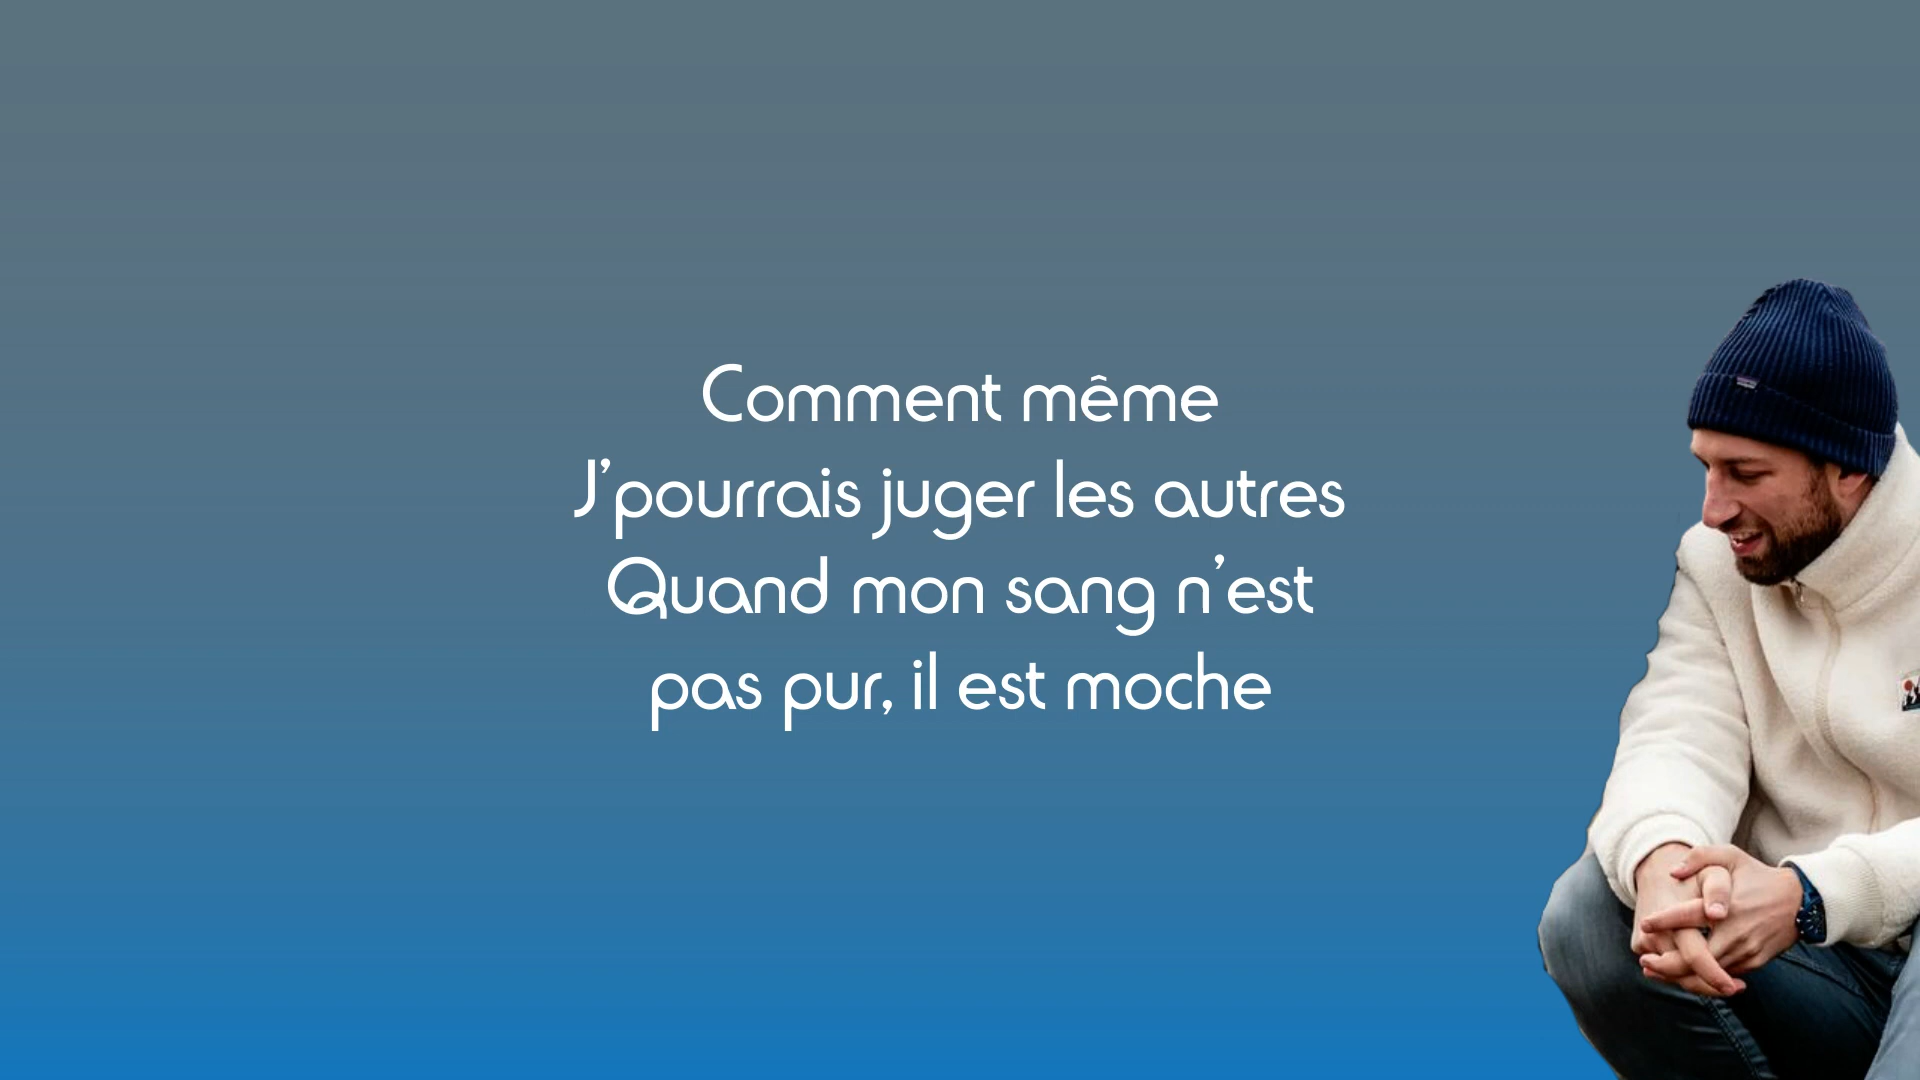 Comment même
J’pourrais juger les autres
Quand mon sang n’est
pas pur, il est moche